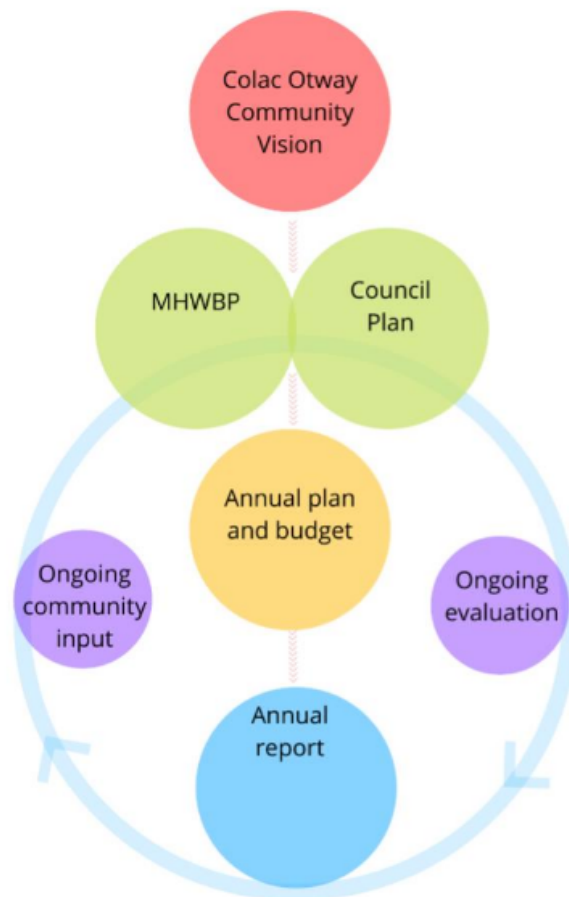 Colac Otway
Community
Vision
MHWBP
Council
Plan
Annual plan
and budget
Ongoing
community
input
Ongoing
evaluation
Annual
report